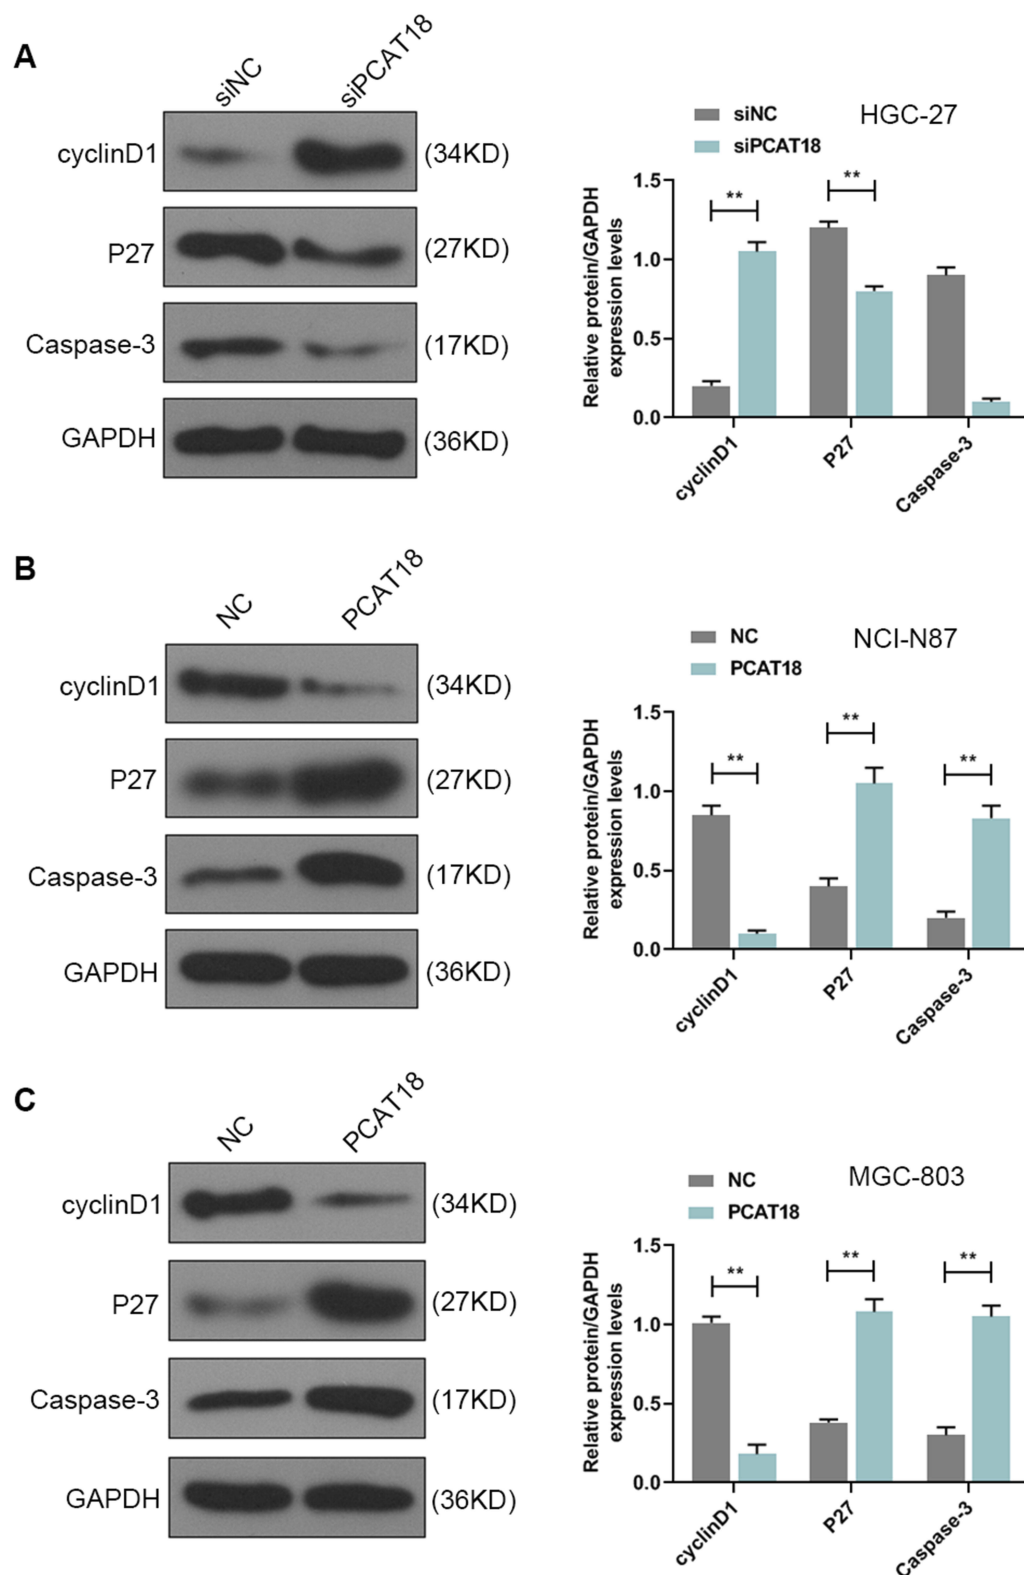 A
siNC
siPCAT18
cyclinD1
(34KD)
P27
(27KD)
Caspase-3
(17KD)
GAPDH
(36KD)
siNC
siPCAT18
HGC-27
Relative protein/GAPDH
expression levels
1.5
1.0
0.5
0.0
**
**
cyclinD1
P27
Caspase-3
B
NC
PCAT18
cyclinD1
(34KD)
P27
(27KD)
Caspase-3
(17KD)
GAPDH
(36KD)
NC
PCAT18
NCI-N87
Relative protein/GAPDH
expression levels
1.5
1.0
0.5
0.0
**
**
**
cyclinD1
P27
Caspase-3
C
NC
PCAT18
cyclinD1
(34KD)
P27
(27KD)
Caspase-3
(17KD)
GAPDH
(36KD)
NC
PCAT18
MGC-803
Relative protein/GAPDH
expression levels
1.5
1.0
0.5
0.0
**
**
**
cyclinD1
P27
Caspase-3